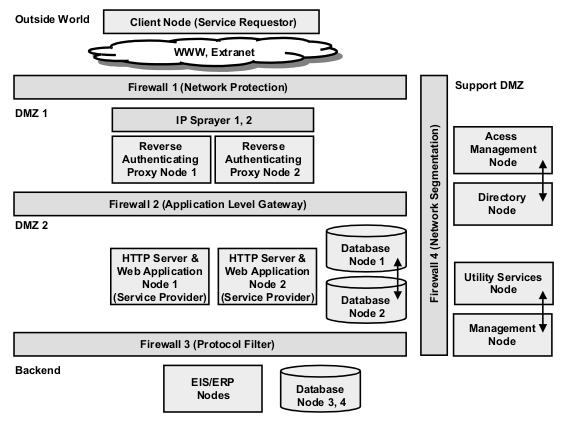 Outside World
Client Node (Service Requestor)
WWW, Extranet
Firewall 1 (Network Protection)
DMZ 1
IP Sprayer 1, 2
Reverse
Authenticating
Proxy Node 1
Reverse
Authenticating
Proxy Node 2
Firewall 2 (Application Level Gateway)
DMZ 2
HTTP Server &
Web Application
Node 1
(Service Provider)
HTTP Server &
Web Application
Node 2
(Service Provider)
Database
Node 1
Database
Node 2
Firewall 3 (Protocol Filter)
Backend
EIS/ERP
Nodes
Database
Node 3, 4
Firewall 4 (Network Segmentation)
Support DMZ
Acess
Management
Node
Directory
Node
Utility Services
Node
Management
Node